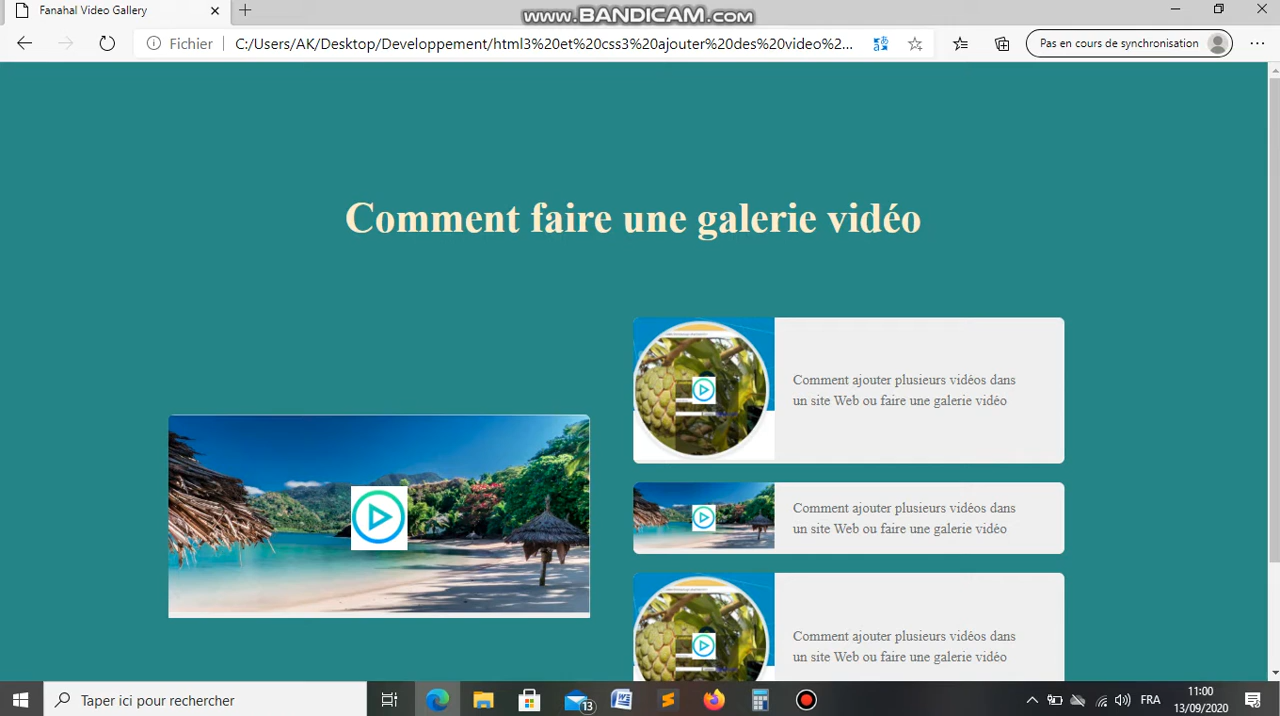 Fanahal Video Gallery
www.BANDICAM.com
Fichier
C:/Users/AK/Desktop/Developpement/html3%20et%20css3%20ajouter%20des%20video%2...
Pas en cours de synchronisation
Comment faire une galerie vidéo
Comment ajouter plusieurs vidéos dans
un site Web ou faire une galerie vidéo
Comment ajouter plusieurs vidéos dans
un site Web ou faire une galerie vidéo
Comment ajouter plusieurs vidéos dans
un site Web ou faire une galerie vidéo
Taper ici pour rechercher
13
FRA
11:00
13/09/2020